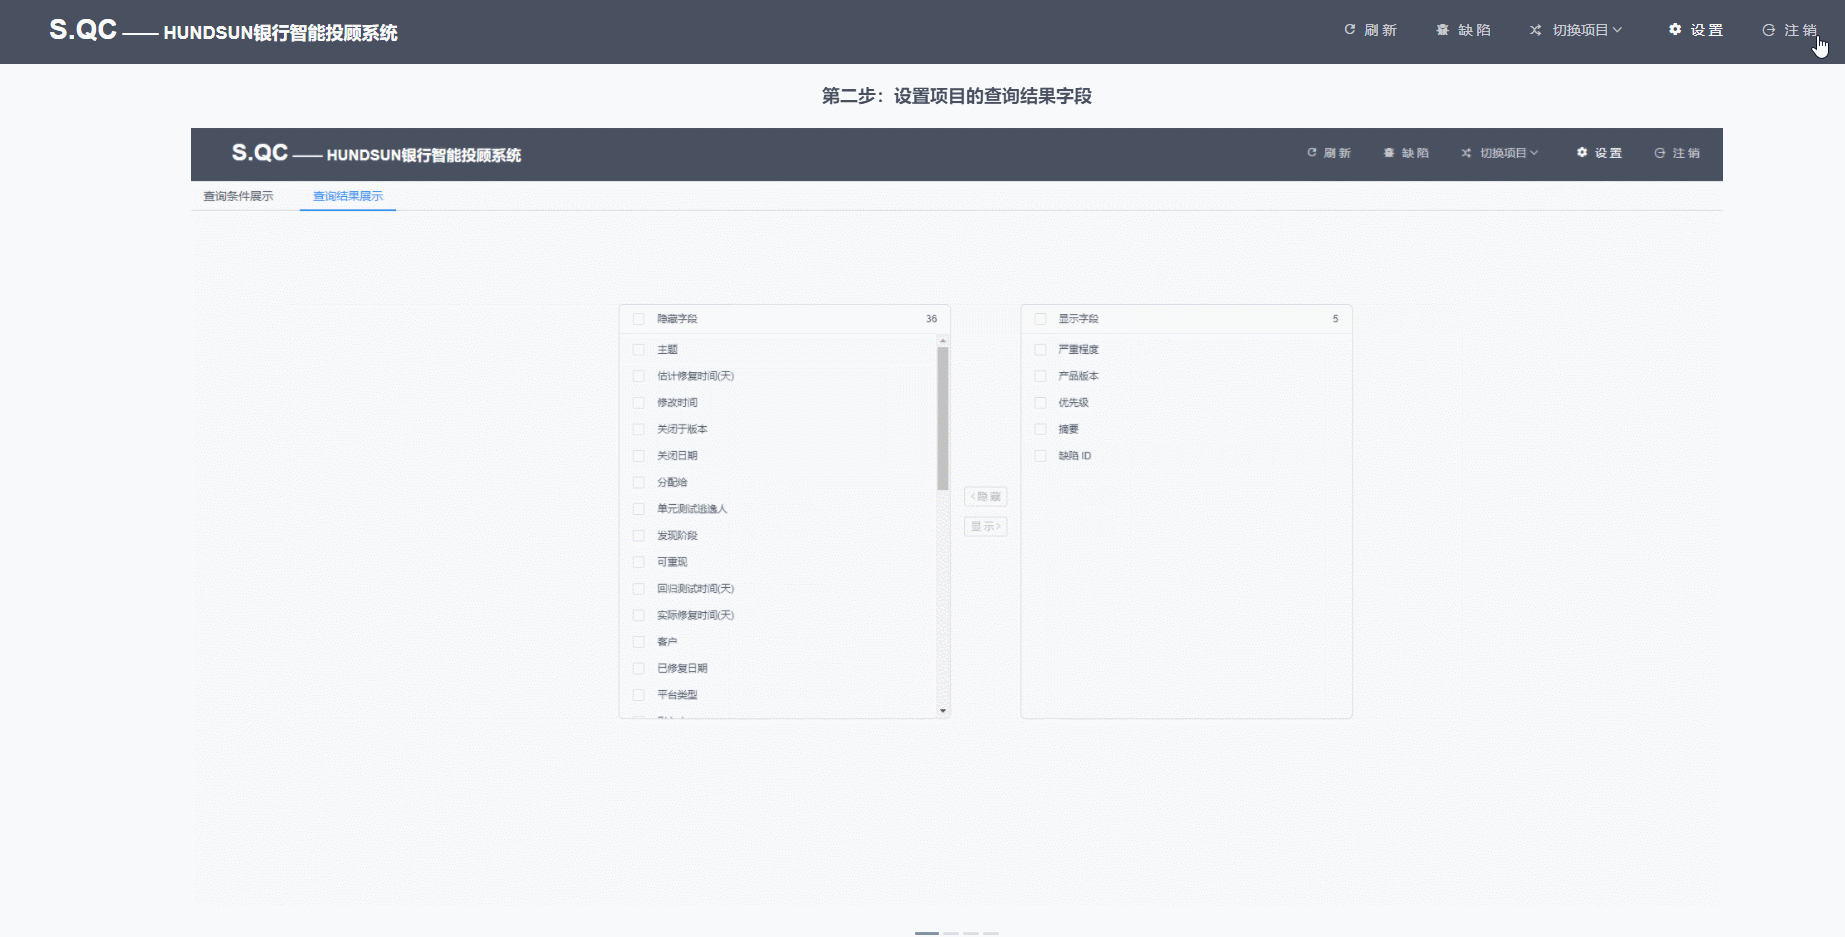 S.QC —— HUNDSUN银行智能投顾系统 刷新 缺陷 切换项目 设置 注销
第二步：设置项目的查询结果字段
S.QC —— HUNDSUN银行智能投顾系统 刷新 缺陷 切换项目 设置 注销
查询条件展示 查询结果展示
隐藏字段 36
主题
估计修复时间(天)
修改时间
关闭于版本
关闭日期
分配给
单元测试逃逸人
发现阶段
可重现
回归测试时间(天)
实际修复时间(天)
客户
已修复日期
平台类型
<隐藏
显示>
显示字段 5
严重程度
产品版本
优先级
摘要
缺陷 ID